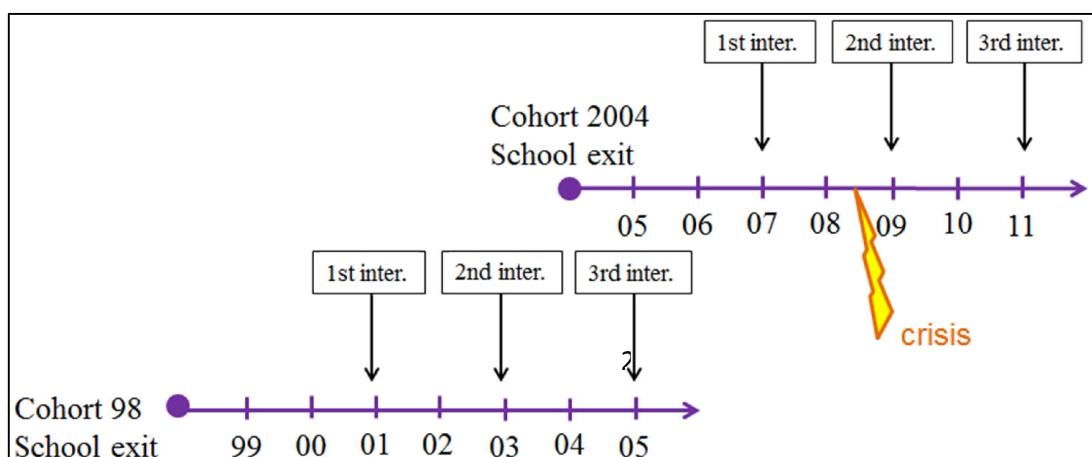 1st inter. 2nd inter. 3rd inter.
Cohort 2004
School exit
05 06 07 08 09 10 11
1st inter. 2nd inter. 3rd inter.
crisis
2
Cohort 98
School exit
99 00 01 02 03 04 05